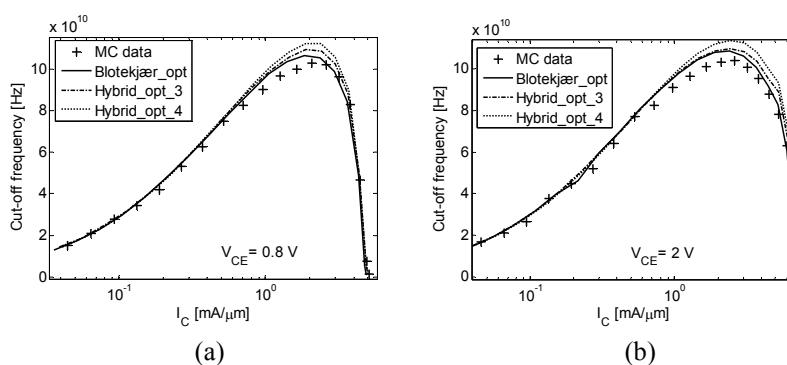 x 10^10
MC data
Blotekjær_opt
Hybrid_opt_3
Hybrid_opt_4
10
8
6
4
2
0
Cut-off frequency [Hz]
V_CE = 0.8 V
10^-1
10^0
I_C [mA/μm]
(a)
x 10^10
MC data
Blotekjær_opt
Hybrid_opt_3
Hybrid_opt_4
10
8
6
4
2
0
Cut-off frequency [Hz]
V_CE = 2 V
10^-1
10^0
I_C [mA/μm]
(b)